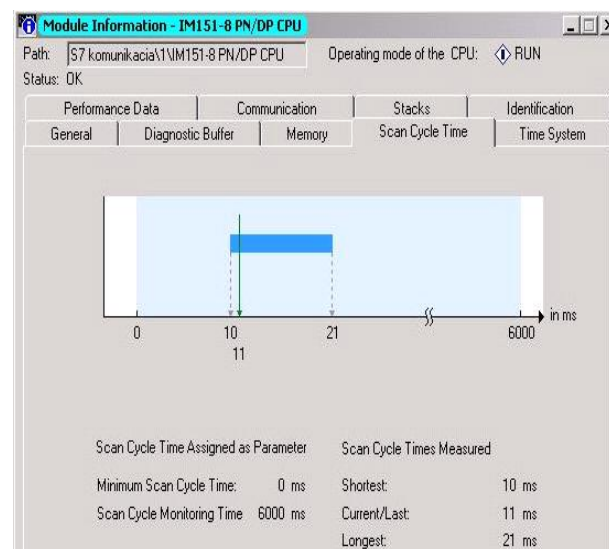 Module Information - IM151-8 PN/DP CPU
Path: S7 komunikacia\1\IM151-8 PN/DP CPU Operating mode of the CPU: RUN
Status: OK
Performance Data Communication Stacks Identification
General Diagnostic Buffer Memory Scan Cycle Time Time System
in ms
0 10 21 6000
11
Scan Cycle Time Assigned as Parameter Scan Cycle Times Measured
Minimum Scan Cycle Time: 0 ms Shortest: 10 ms
Scan Cycle Monitoring Time 6000 ms Current/Last: 11 ms
Longest: 21 ms